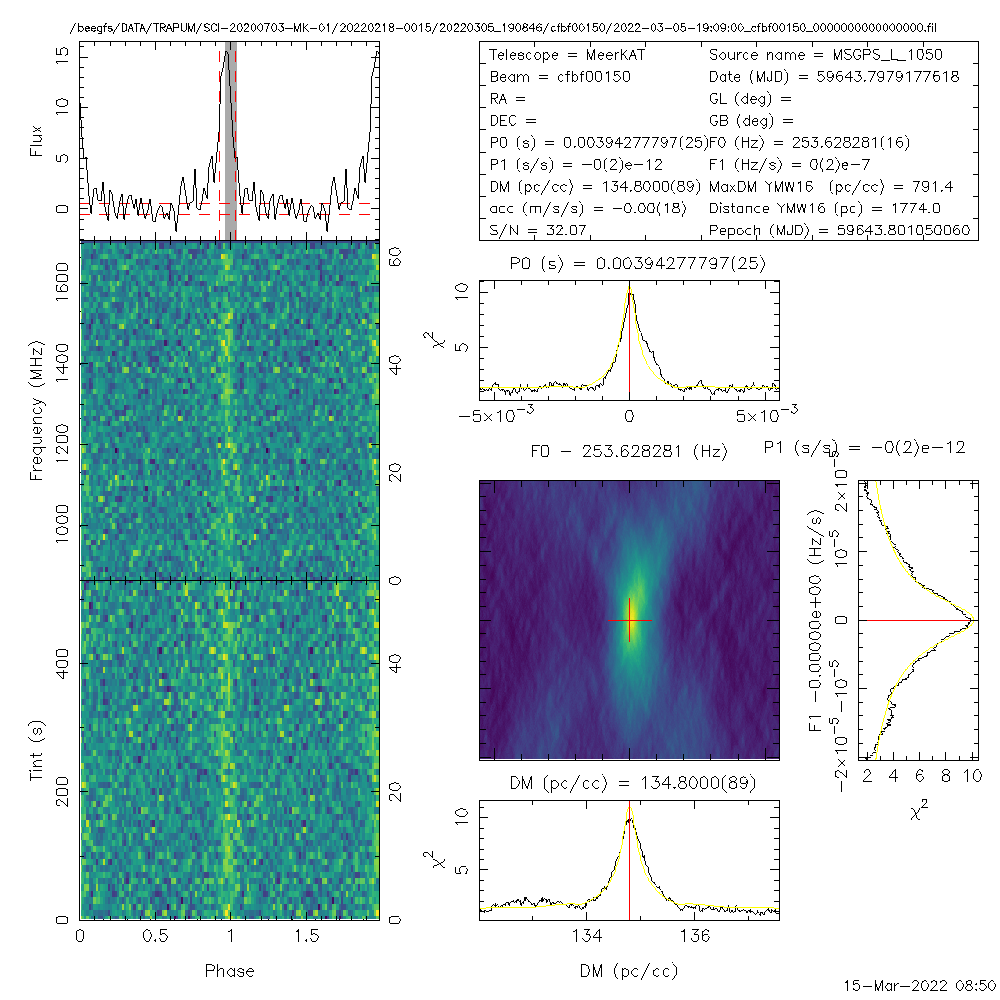 /beegfs/DATA/TRAPUM/SCI-20200703-MK-01/20220218-0015/20220305_190846/cfbf00150/2022-03-05-19:09:00_cfbf00150_0000000000000000.fil
Telescope = MeerKAT Source name = MSGPS_L_1050
Beam = cfbf00150 Date (MJD) = 59643.7979177618
RA = GL (deg) =
DEC = GB (deg) =
P0 (s) = 0.00394277797(25) F0 (Hz) = 253.628281(16)
P1 (s/s) = -0(2)e-12 F1 (Hz/s) = 0(2)e-7
DM (pc/cc) = 134.8000(89) MaxDM YMW16 (pc/cc) = 791.4
acc (m/s/s) = -0.00(18) Distance YMW16 (pc) = 1774.0
S/N = 32.07 Pepoch (MJD) = 59643.801050060
Flux
15
10
5
0
Frequency (MHz)
1600
1400
1200
1000
60
40
20
0
Tint (s)
400
200
0
40
20
0
0 0.5 1 1.5
Phase
P0 (s) = 0.00394277797(25)
χ²
10
5
-5×10⁻³ 0 5×10⁻³
F0 - 253.628281 (Hz)
P1 (s/s) = -0(2)e-12
F1 -0.00000e+00 (Hz/s)
2×10⁻⁵
10⁻⁵
0
-10⁻⁵
-2×10⁻⁵
2 4 6 8 10
χ²
DM (pc/cc) = 134.8000(89)
χ²
10
5
134 136
DM (pc/cc)
15-Mar-2022 08:50